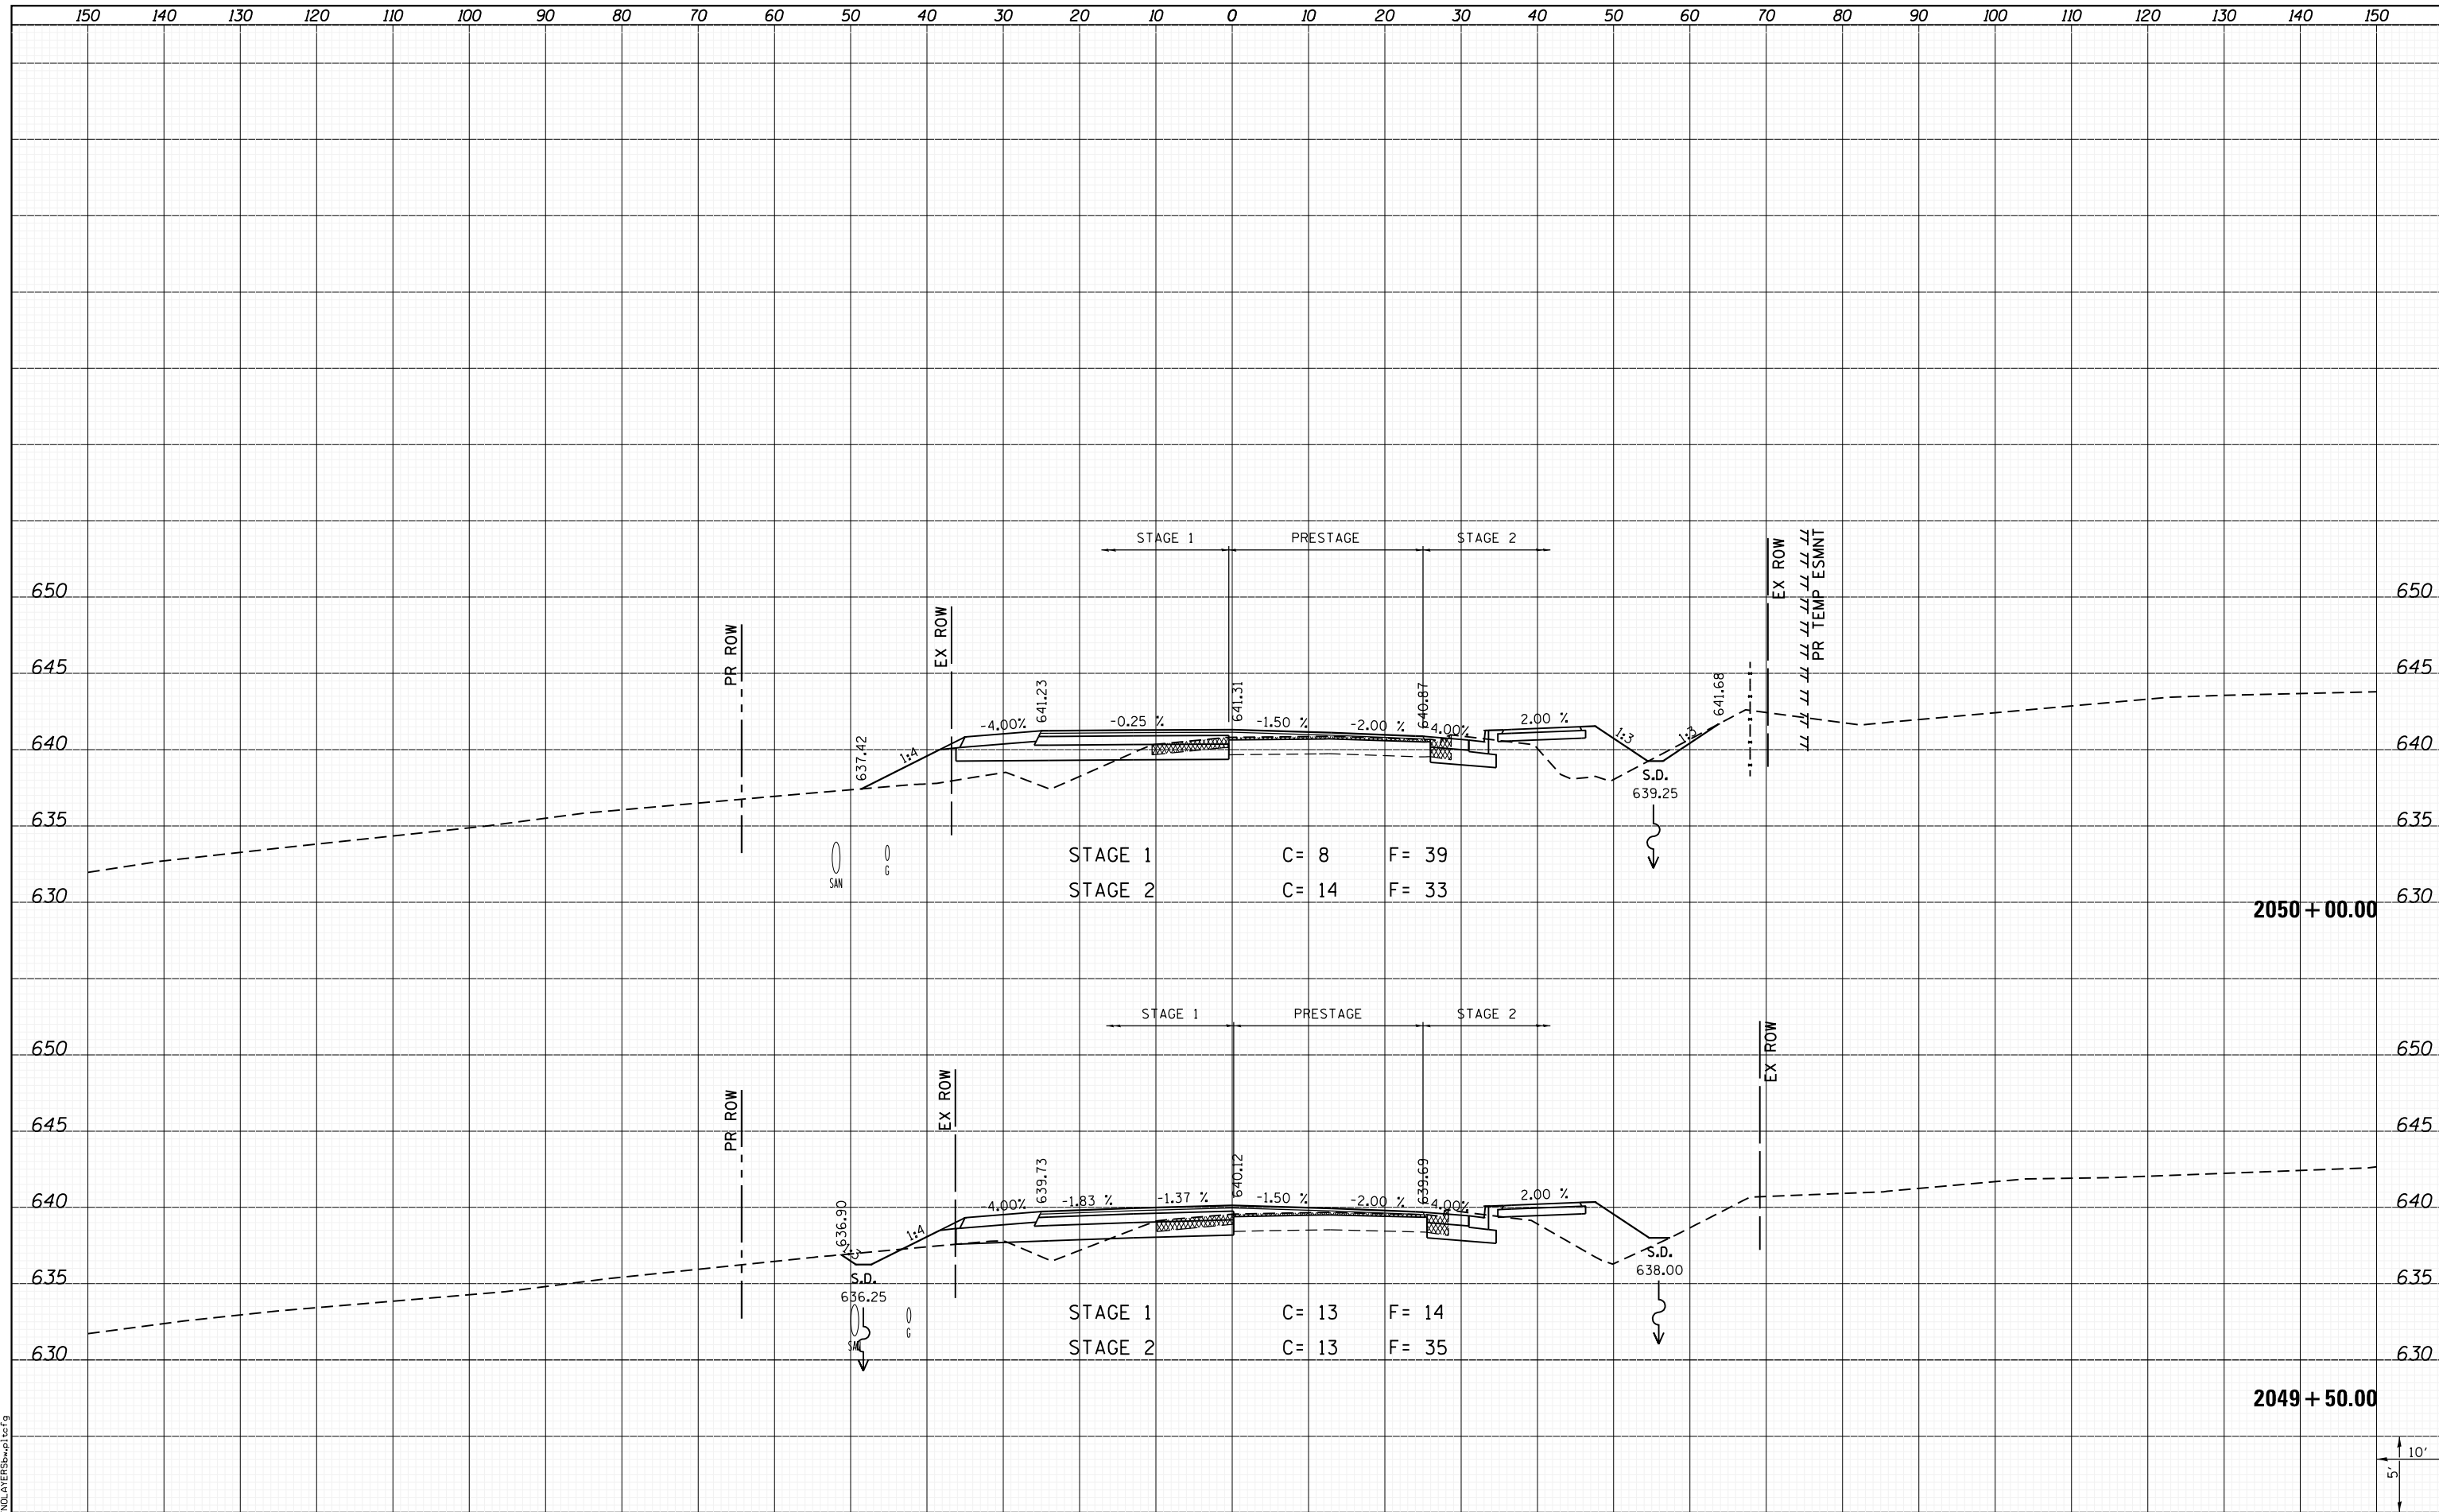 150 140 130 120 110 100 90 80 70 60 50 40 30 20 10 0 10 20 30 40 50 60 70 80 90 100 110 120 130 140 150
STAGE 1 PRESTAGE STAGE 2
EX ROW
PR TEMP ESMNT
650 650
PR ROW
EX ROW
645 645
637.42
1:4
-4.00%
641.23
-0.25 %
641.31
-1.50 %
-2.00 %
640.87
-4.00%
2.00 %
1:3
1:3
641.68
640 640
S.D.
639.25
635 635
SAN
G
STAGE 1 C= 8 F= 39
STAGE 2 C= 14 F= 33
630 630
2050+00.00
STAGE 1 PRESTAGE STAGE 2
EX ROW
650 650
PR ROW
EX ROW
645 645
636.90
1:3
1:4
-4.00%
639.73
-1.83 %
-1.37 %
640.12
-1.50 %
-2.00 %
639.69
-4.00%
2.00 %
640 640
S.D.
636.25
S.D.
638.00
635 635
SAN
G
STAGE 1 C= 13 F= 14
STAGE 2 C= 13 F= 35
630 630
2049+50.00
10'
5'
NOLAYERSbw.pltcfg